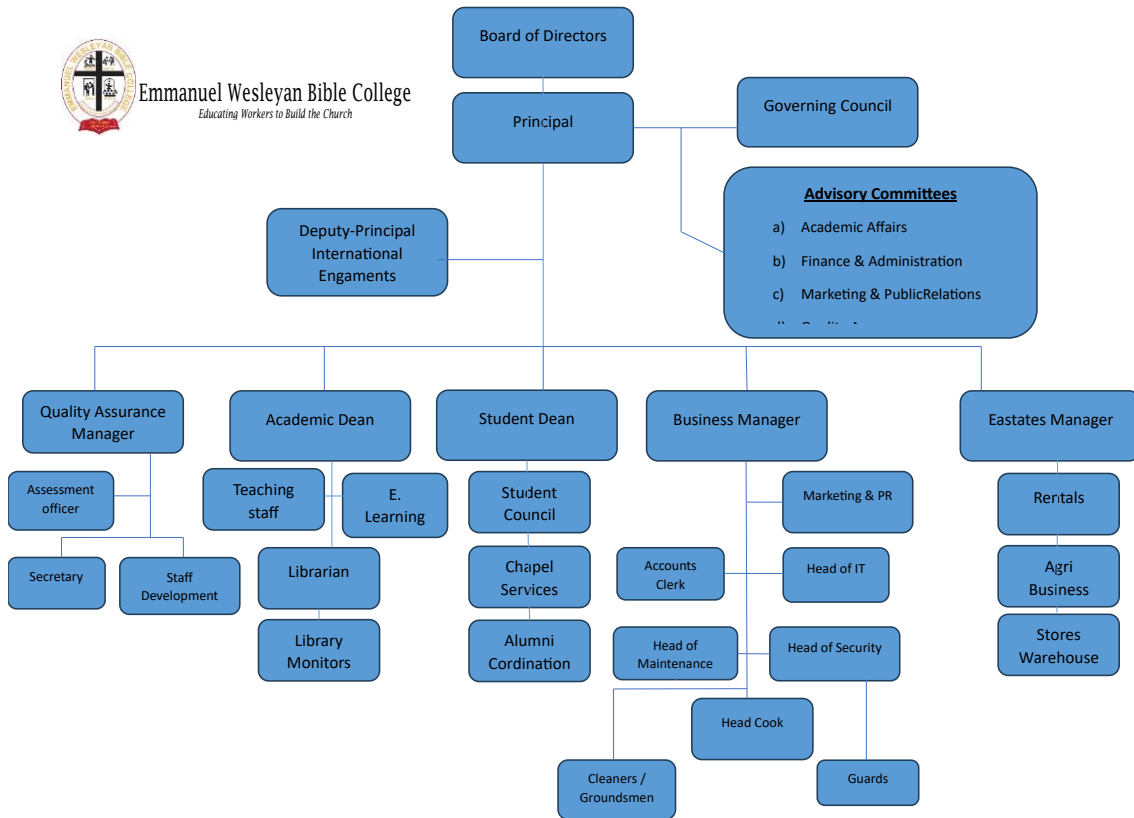 Board of Directors
EMMANUEL WESLEYAN BIBLE COLLEGE
Emmanuel Wesleyan Bible College
Educating Workers to Build the Church
Principal
Governing Council
Advisory Committees
a) Academic Affairs
b) Finance & Administration
c) Marketing & PublicRelations
Deputy-Principal
International
Engaments
Quality Assurance
Manager
Academic Dean
Student Dean
Business Manager
Eastates Manager
Assessment
officer
Teaching
staff
E.
Learning
Student
Council
Marketing & PR
Rentals
Secretary
Staff
Development
Librarian
Chapel
Services
Accounts
Clerk
Head of IT
Agri
Business
Library
Monitors
Alumni
Cordination
Head of
Maintenance
Head of Security
Stores
Warehouse
Head Cook
Cleaners /
Groundsmen
Guards